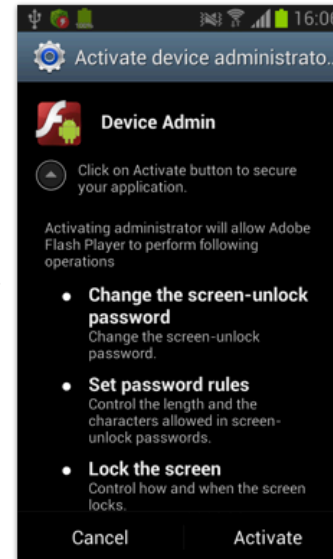 16:06
Activate device administrato..
Device Admin
Click on Activate button to secure
your application.
Activating administrator will allow Adobe
Flash Player to perform following
operations
● Change the screen-unlock
password
Change the screen-unlock
password.
● Set password rules
Control the length and the
characters allowed in screen-
unlock passwords.
● Lock the screen
Control how and when the screen
locks.
Cancel Activate